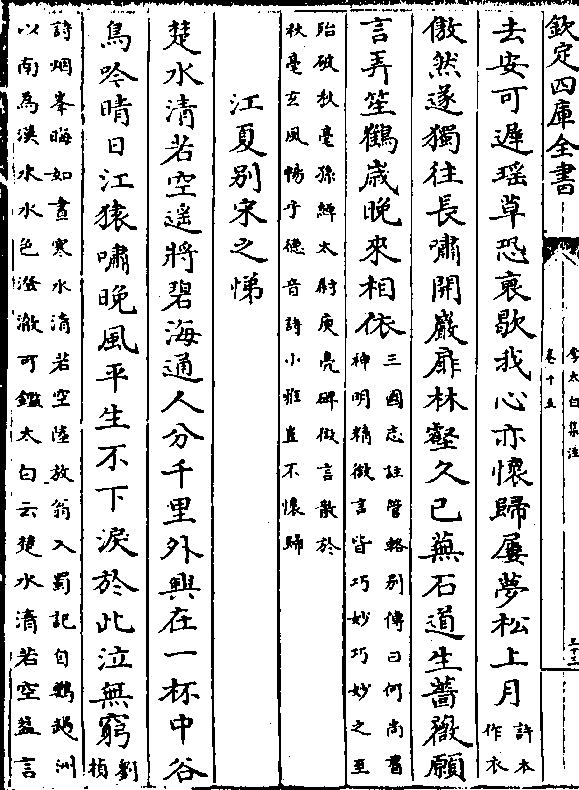 欽定四庫全書
李太白集注
卷十五
三十三
去安可遲瑶草恐衰歇我心亦懷歸屢夢松上月許本作衣
傲然遂獨往長嘯開巖扉林壑久已蕪石道生薔薇願
言弄笙鶴歳晚來相依三國志註管輅别傳曰何尚書神明精微言皆巧妙巧妙之至
殆破秋毫孫綽太尉庾亮碑微言散於
秋毫玄風暢乎德音詩小雅豈不懷歸
江夏别宋之悌
楚水清若空遥將碧海通人分千里外興在一杯中谷
鳥吟晴日江猿嘯晚風平生不下淚於此泣無窮劉楨
詩烟峯晦如晝寒水清若空陸放翁入蜀記自鸚鵡洲
以南為漢水水色澄澈可鑑太白云楚水清若空蓋言